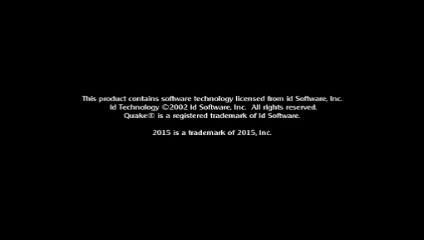 This product contains software technology licensed from id Software, Inc.
Id Technology ©2002 Id Software, Inc.  All rights reserved.
Quake® is a registered trademark of Id Software.
2015 is a trademark of 2015, Inc.